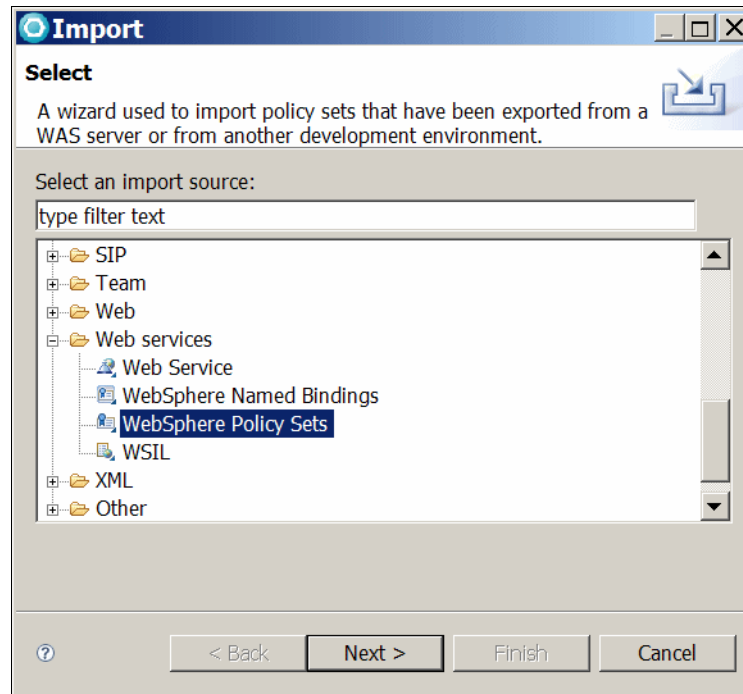 Import
Select
A wizard used to import policy sets that have been exported from a
WAS server or from another development environment.
Select an import source:
type filter text
SIP
Team
Web
Web services
Web Service
WebSphere Named Bindings
WebSphere Policy Sets
WSIL
XML
Other
? < Back Next > Finish Cancel